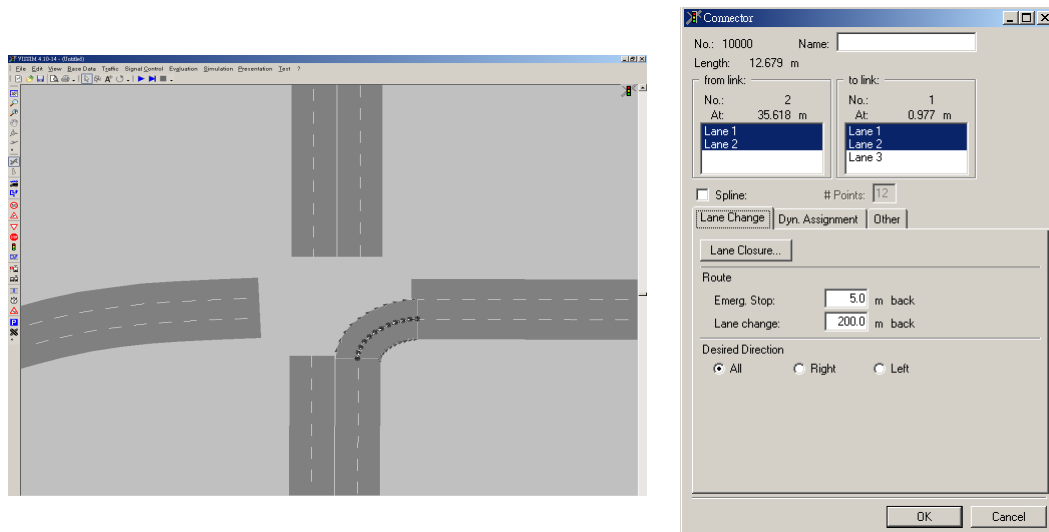 VISSIM 4.10-14 - (Untitled)
File Edit View Base Data Traffic Signal Control Evaluation Simulation Presentation Test ?
Connector
No.: 10000 Name:
Length: 12.679 m
from link: to link:
No.: 2 No.: 1
At: 35.618 m At: 0.977 m
Lane 1 Lane 1
Lane 2 Lane 2
Lane 3
Spline: # Points: 12
Lane Change Dyn. Assignment Other
Lane Closure...
Route
Emerg. Stop: 5.0 m back
Lane change: 200.0 m back
Desired Direction
All Right Left
OK Cancel